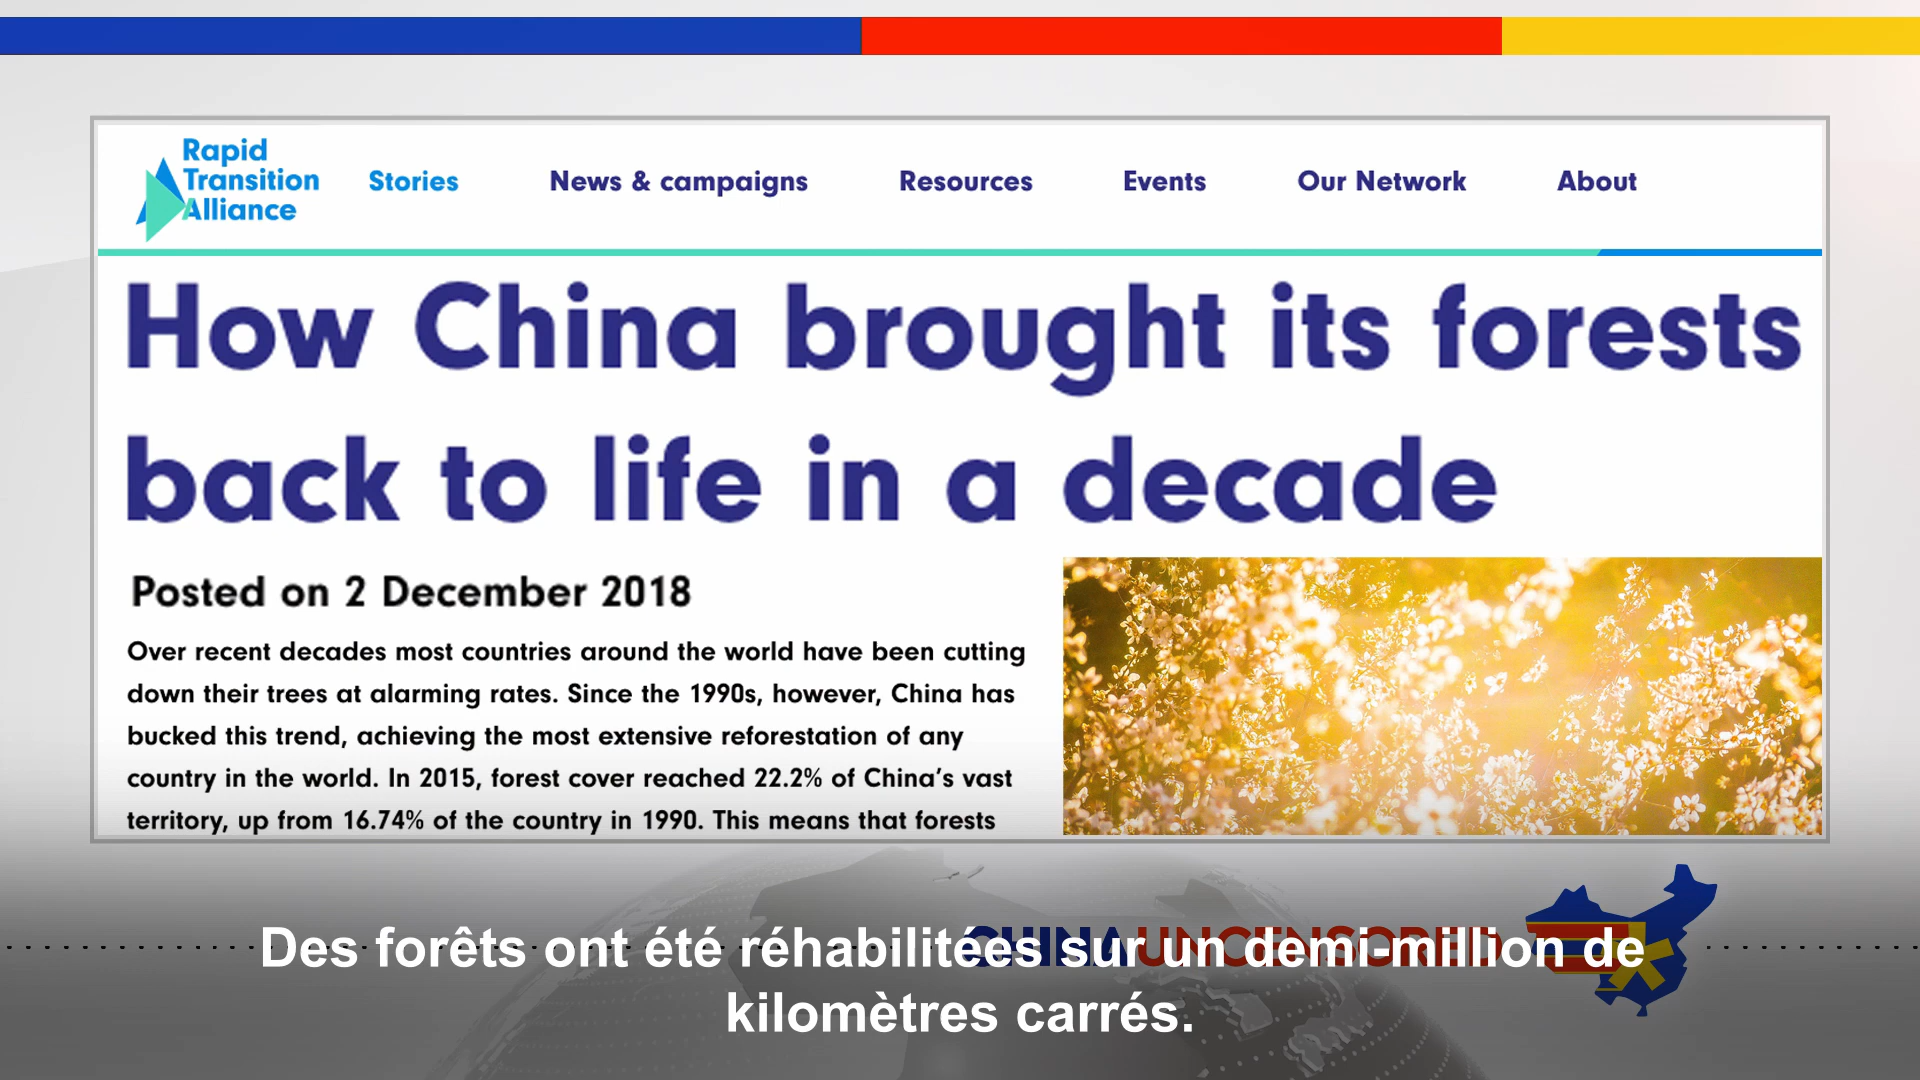 Rapid
Transition
Alliance
Stories
News & campaigns
Resources
Events
Our Network
About
How China brought its forests
back to life in a decade
Posted on 2 December 2018
Over recent decades most countries around the world have been cutting
down their trees at alarming rates. Since the 1990s, however, China has
bucked this trend, achieving the most extensive reforestation of any
country in the world. In 2015, forest cover reached 22.2% of China's vast
territory, up from 16.74% of the country in 1990. This means that forests
CHINA UNCENSORED
Des forêts ont été réhabilitées sur un demi-million de
kilomètres carrés.